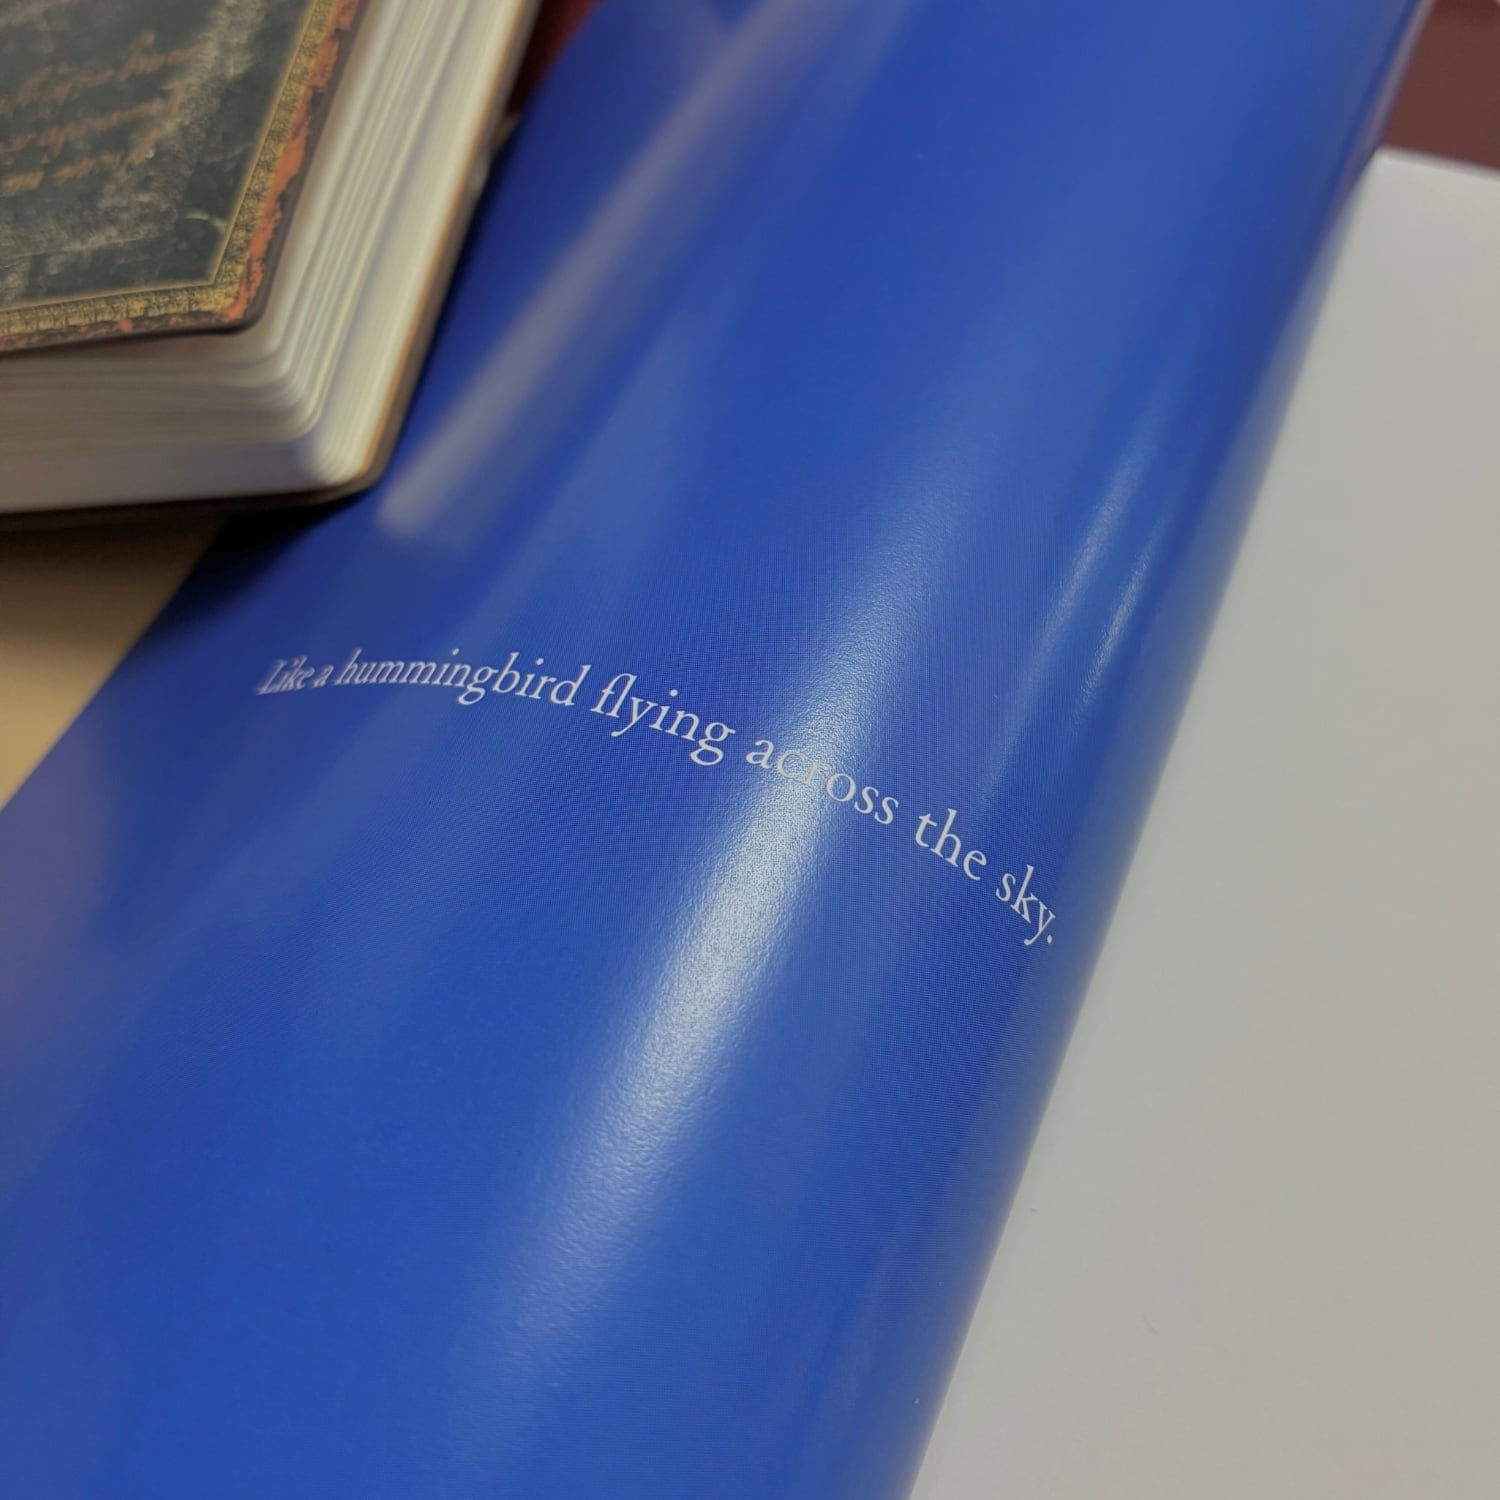 Like a hummingbird flying across the sky.